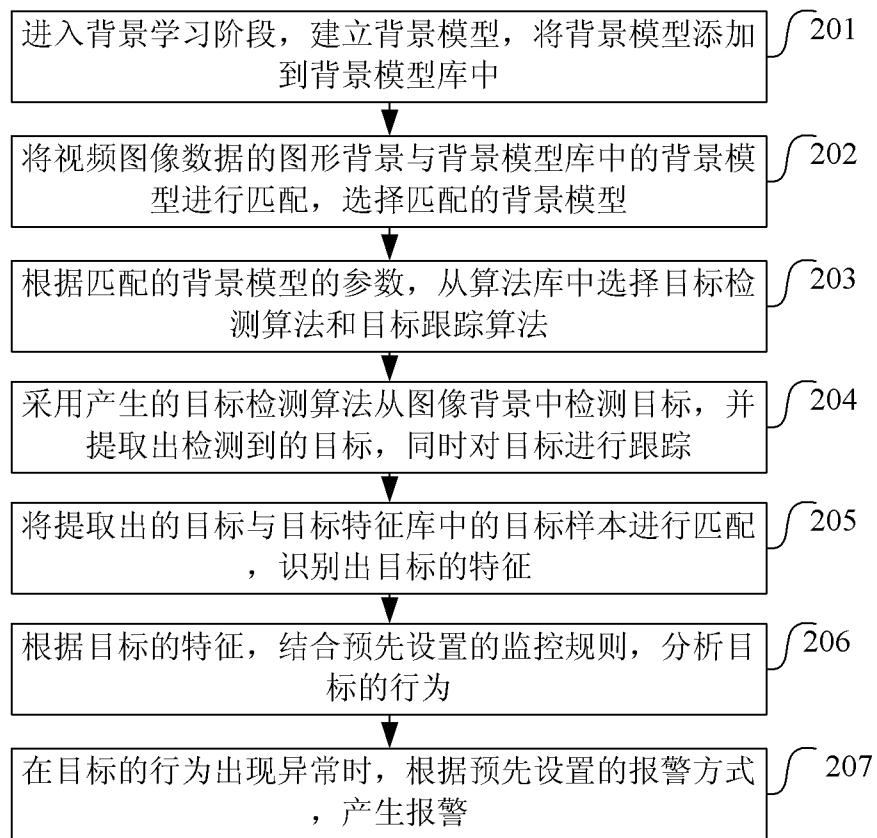 进入背景学习阶段，建立背景模型，将背景模型添加
到背景模型库中
201
将视频图像数据的图形背景与背景模型库中的背景模
型进行匹配，选择匹配的背景模型
202
根据匹配的背景模型的参数，从算法库中选择目标检
测算法和目标跟踪算法
203
采用产生的目标检测算法从图像背景中检测目标，并
提取出检测到的目标，同时对目标进行跟踪
204
将提取出的目标与目标特征库中的目标样本进行匹配
，识别出目标的特征
205
根据目标的特征，结合预先设置的监控规则，分析目
标的行为
206
在目标的行为出现异常时，根据预先设置的报警方式
，产生报警
207